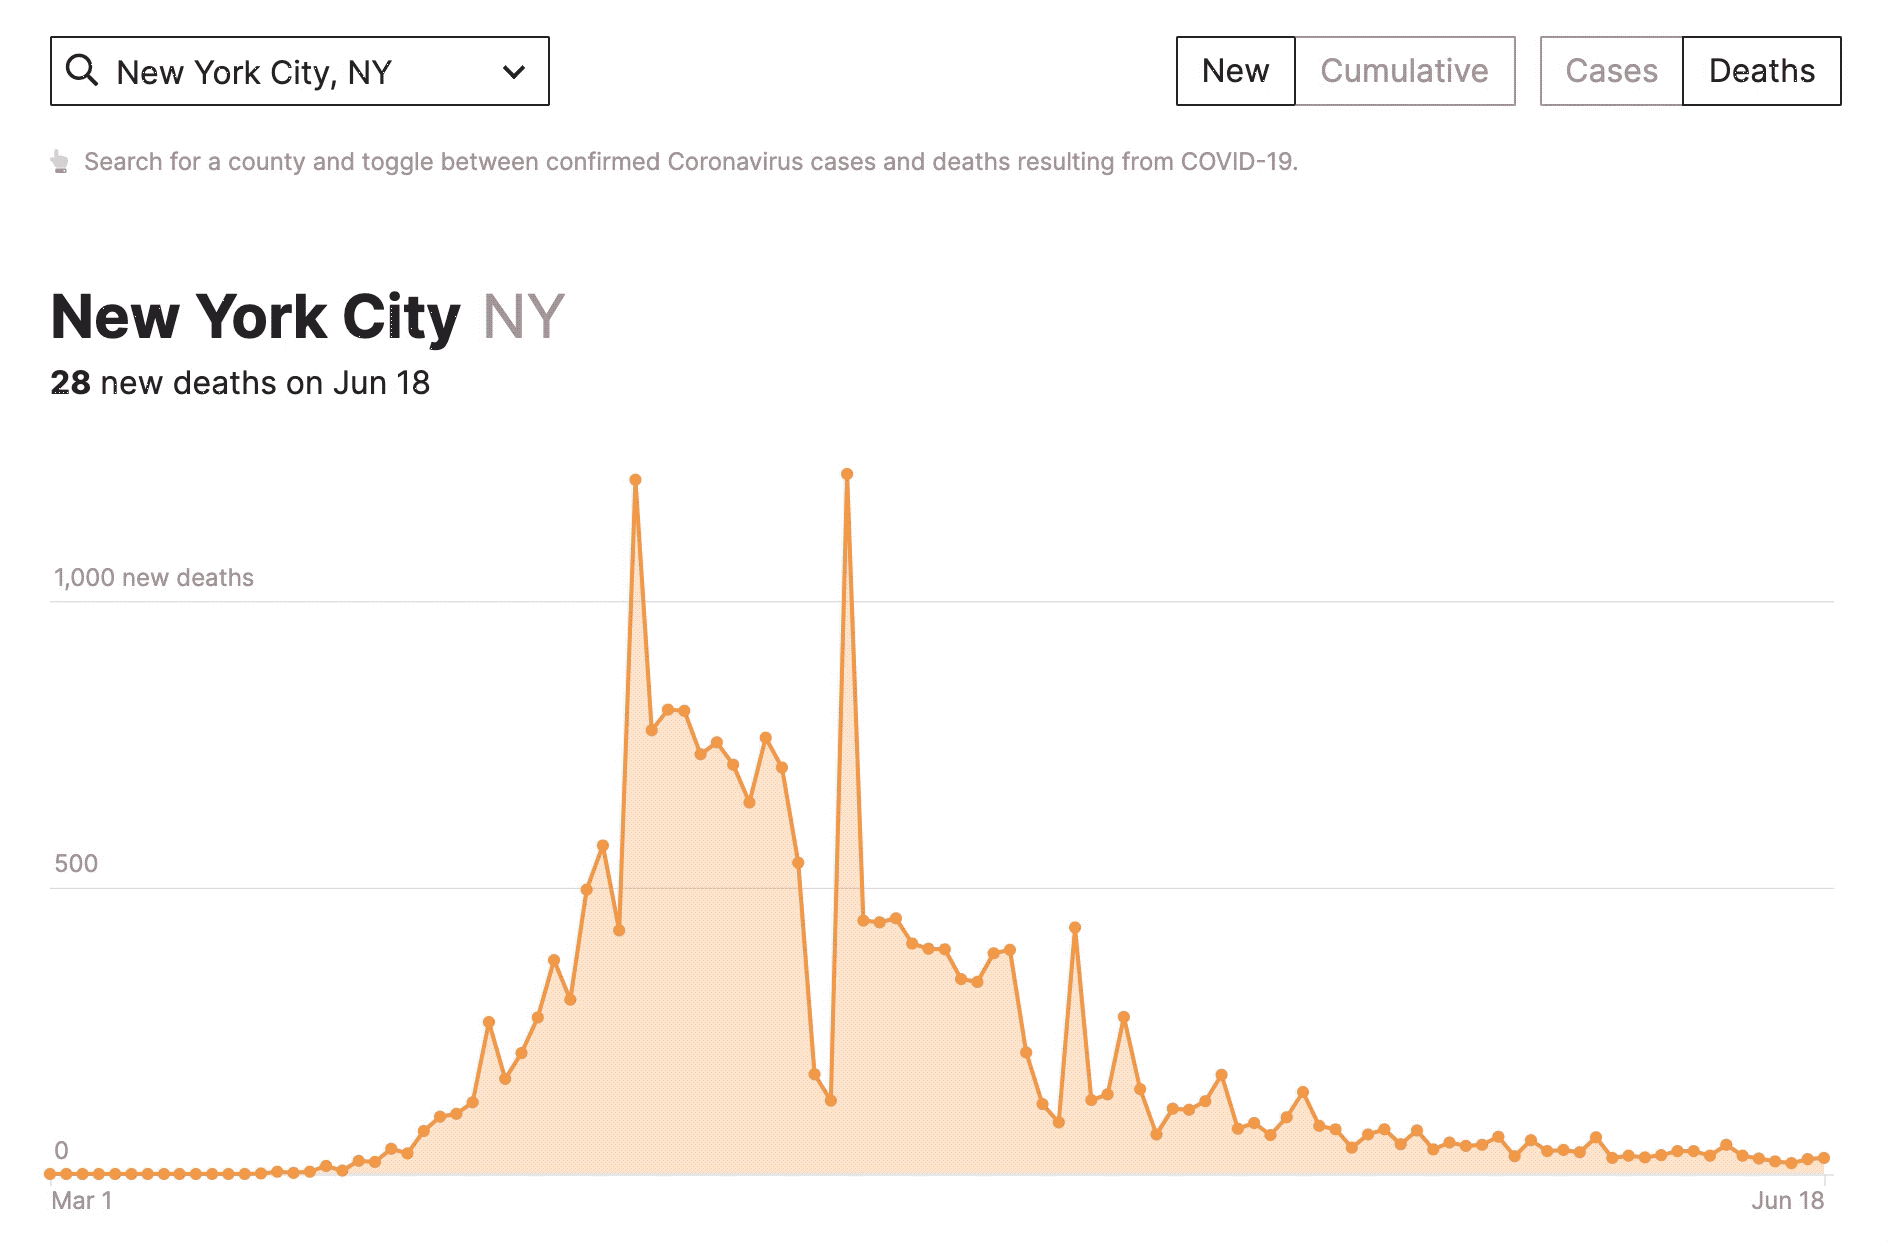 New York City, NY
New Cumulative Cases Deaths
Search for a county and toggle between confirmed Coronavirus cases and deaths resulting from COVID-19.
New York City NY
28 new deaths on Jun 18
1,000 new deaths
500
0
Mar 1 Jun 18